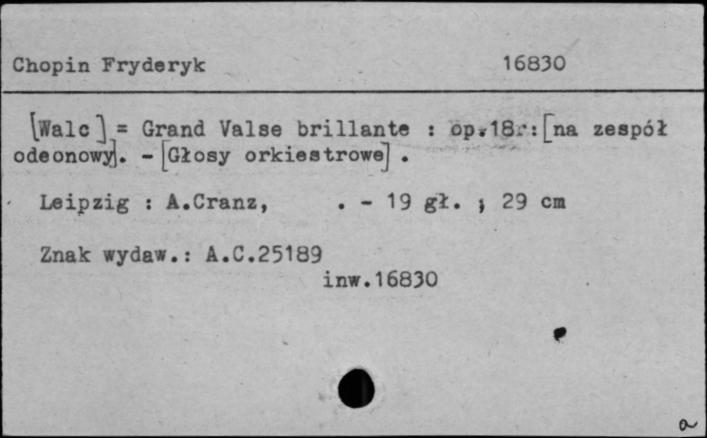 Chopin Fryderyk 16830
[Walc] = Grand Valse brillante : op.18 : [na zespół
odeonowy]. - [Głosy orkiestrowe] .
Leipzig : A.Cranz, . - 19 gł. ; 29 cm
Znak wydaw.: A.C.25189
inw.16830
a